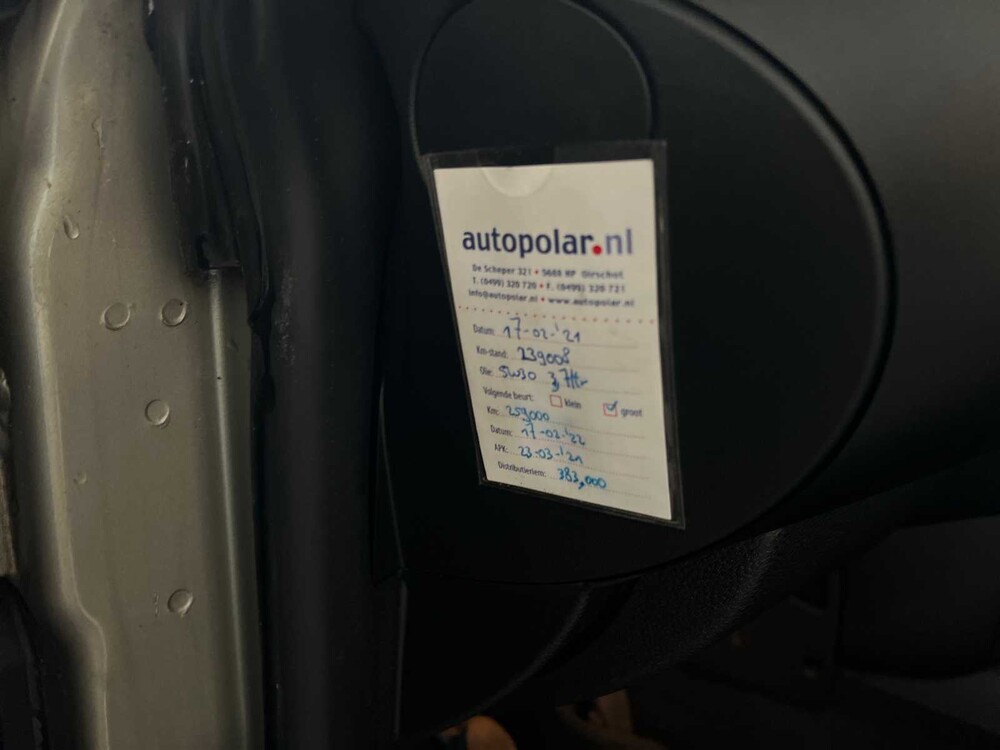 autopolar.nl
De Scheper 321 • 5688 HP Oirschot
T. (0499) 320 720 • F. (0499) 320 721
info@autopolar.nl • www.autopolar.nl
Datum: 17-02-'21
Km-stand: 239008
Olie: 5W30 3,7ltr
Volgende beurt: klein groot
Km: 259000
Datum: 17-02-'22
APK: 23-03-'21
Distributieriem: 383,000